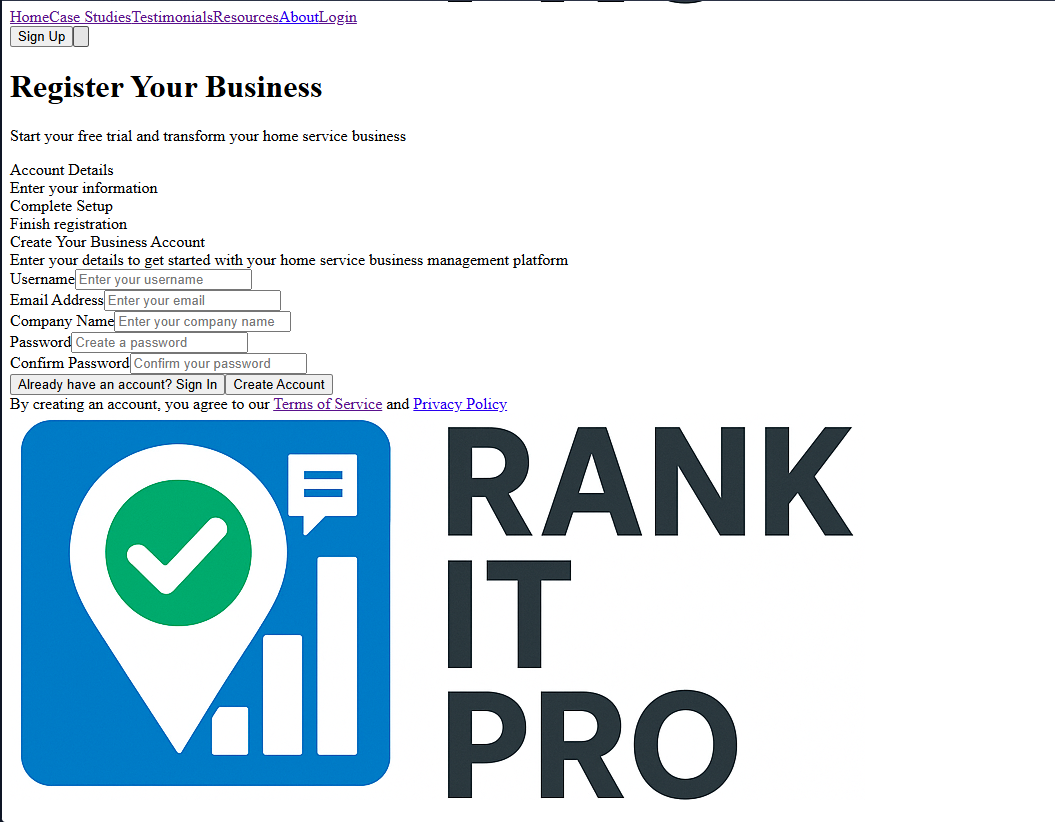 HomeCase StudiesTestimonialsResourcesAboutLogin
Sign Up
Register Your Business
Start your free trial and transform your home service business
Account Details
Enter your information
Complete Setup
Finish registration
Create Your Business Account
Enter your details to get started with your home service business management platform
Username Enter your username
Email Address Enter your email
Company Name Enter your company name
Password Create a password
Confirm Password Confirm your password
Already have an account? Sign In Create Account
By creating an account, you agree to our Terms of Service and Privacy Policy
RANK
IT
PRO